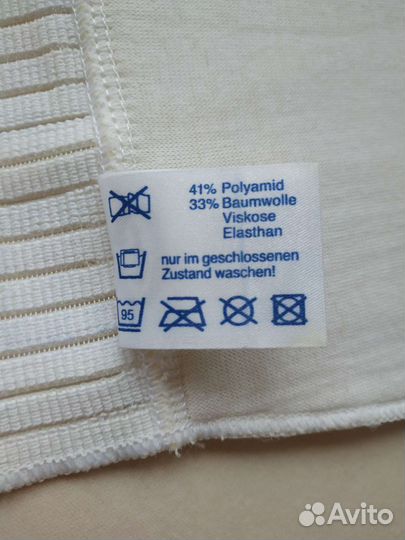 41% Polyamid
33% Baumwolle
Viskose
Elasthan
nur im geschlossenen
Zustand waschen!
95
Avito